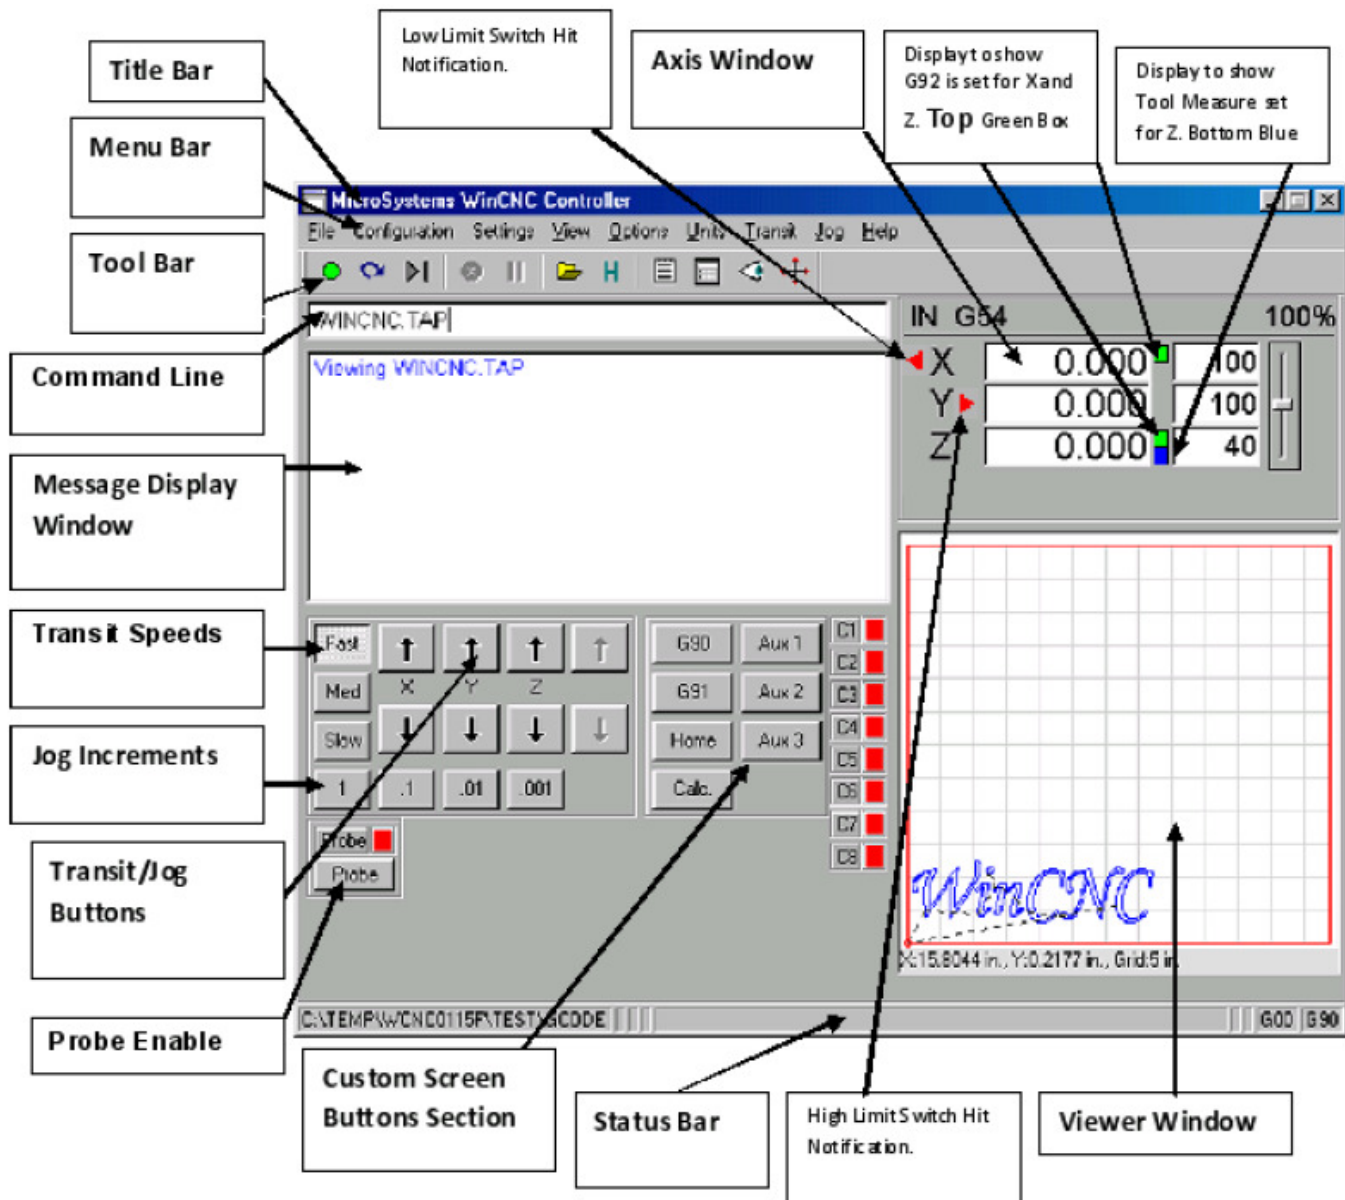 Low Limit Switch Hit
Notification.
Axis Window
Display to show
G92 is set for X and
Z. Top Green Box
Display to show
Tool Measure set
for Z. Bottom Blue
Title Bar
Menu Bar
Tool Bar
Command Line
Message Display
Window
Transit Speeds
Jog Increments
Transit/Jog
Buttons
Probe Enable
MicroSystems WinCNC Controller
File Configuration Settings View Options Units Transit Jog Help
H
WINCNC.TAP
Viewing WINCNC.TAP
IN G54 100%
X 0.000 100
Y 0.000 100
Z 0.000 40
Fast
Med
Slow
X Y Z
1 .1 .01 .001
Probe
Probe
G90 Aux 1
G91 Aux 2
Home Aux 3
Calc.
C1
C2
C3
C4
C5
C6
C7
C8
WinCNC
X:15.8044 in., Y:0.2177 in., Grid:5 in.
C:\TEMP\WCNC0115F\TEST\GCODE
G00 G90
Custom Screen
Buttons Section
Status Bar
High Limit Switch Hit
Notification.
Viewer Window